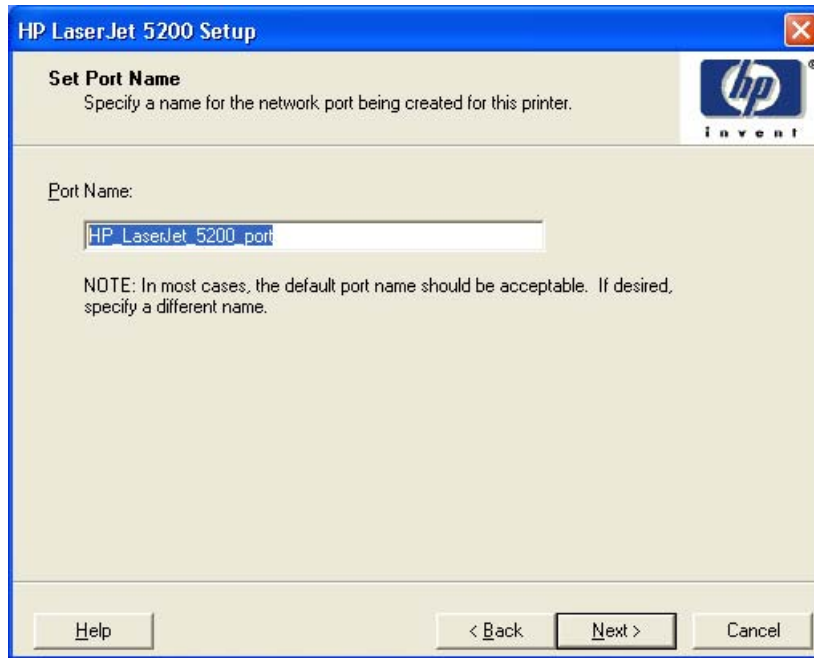 HP LaserJet 5200 Setup
Set Port Name
Specify a name for the network port being created for this printer.
hp
®
invent
Port Name:
HP_LaserJet_5200_port
NOTE: In most cases, the default port name should be acceptable. If desired,
specify a different name.
Help
< Back
Next >
Cancel